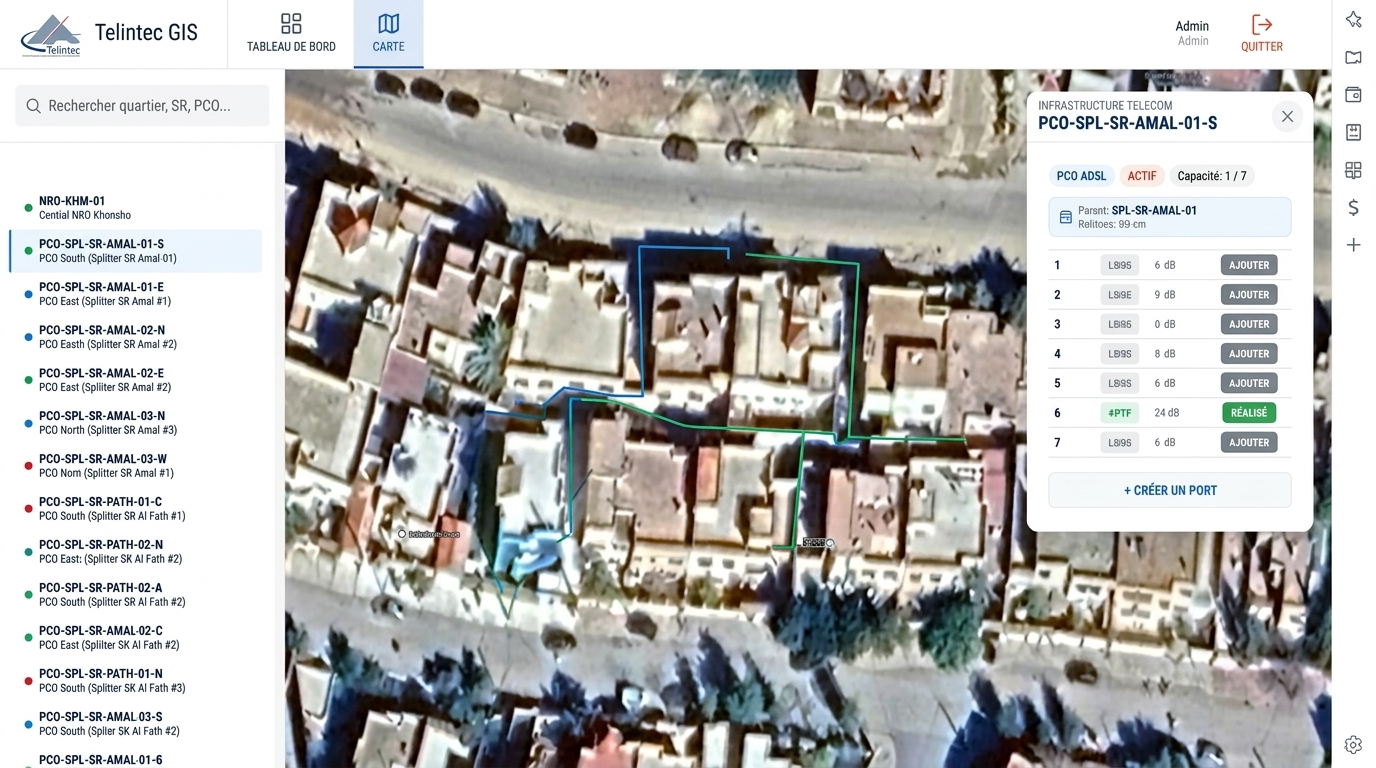 Telintec
Telintec GIS
TABLEAU DE BORD
CARTE
Admin
Admin
QUITTER
Rechercher quartier, SR, PCO...
NRO-KHM-01
Cential NRO Khonsho
PCO-SPL-SR-AMAL-01-S
PCO South (Splitter SR Amal 01)
PCO-SPL-SR-AMAL-01-E
PCO East (Splitter SR Amal #1)
PCO-SPL-SR-AMAL-02-N
PCO Easth (Splitter SR Amal #2)
PCO-SPL-SR-AMAL-02-E
PCO East (Splitter SR Amal #2)
PCO-SPL-SR-AMAL-03-N
PCO North (Splitter SR Amal #3)
PCO-SPL-SR-AMAL-03-W
PCO Nom (Splitter SR Amal #1)
PCO-SPL-SR-PATH-01-C
PCO South (Splitter SR Al Fath #1)
PCO-SPL-SR-PATH-02-N
PCO East: (Splitter SK Al Fath #2)
PCO-SPL-SR-PATH-02-A
PCO South (Splitter SR Al Fath #2)
PCO-SPL-SR-AMAL-02-C
PCO East (Spliiter SK Al Fath #2)
PCO-SPL-SR-PATH-01-N
PCO South (Splitter SK Al Fath #3)
PCO-SPL-SR-AMAL-03-S
PCO South (Spliler SK Al Fath #2)
PCO-SPL-SR-AMAL-01-6
INFRASTRUCTURE TELECOM
PCO-SPL-SR-AMAL-01-S
PCO ADSL
ACTIF
Capacité: 1 / 7
Parsnt: SPL-SR-AMAL-01
Relitoes: 99 cm
1 6 dB AJOUTER
2 9 dB AJOUTER
3 0 dB AJOUTER
4 8 dB AJOUTER
5 6 dB AJOUTER
6 #PTF 24 dB RÉALISÉ
7 6 dB AJOUTER
+ CRÉER UN PORT